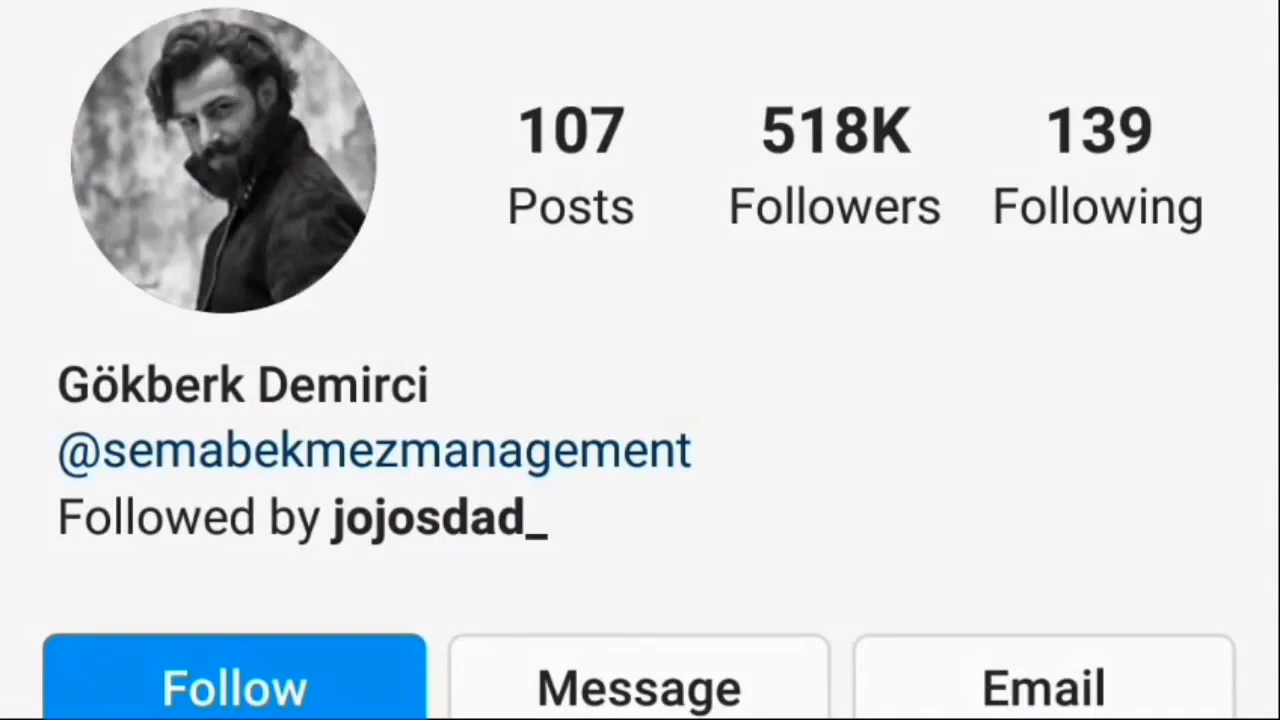 107 518K 139
Posts Followers Following
Gökberk Demirci
@semabekmezmanagement
Followed by jojosdad_
Follow Message Email